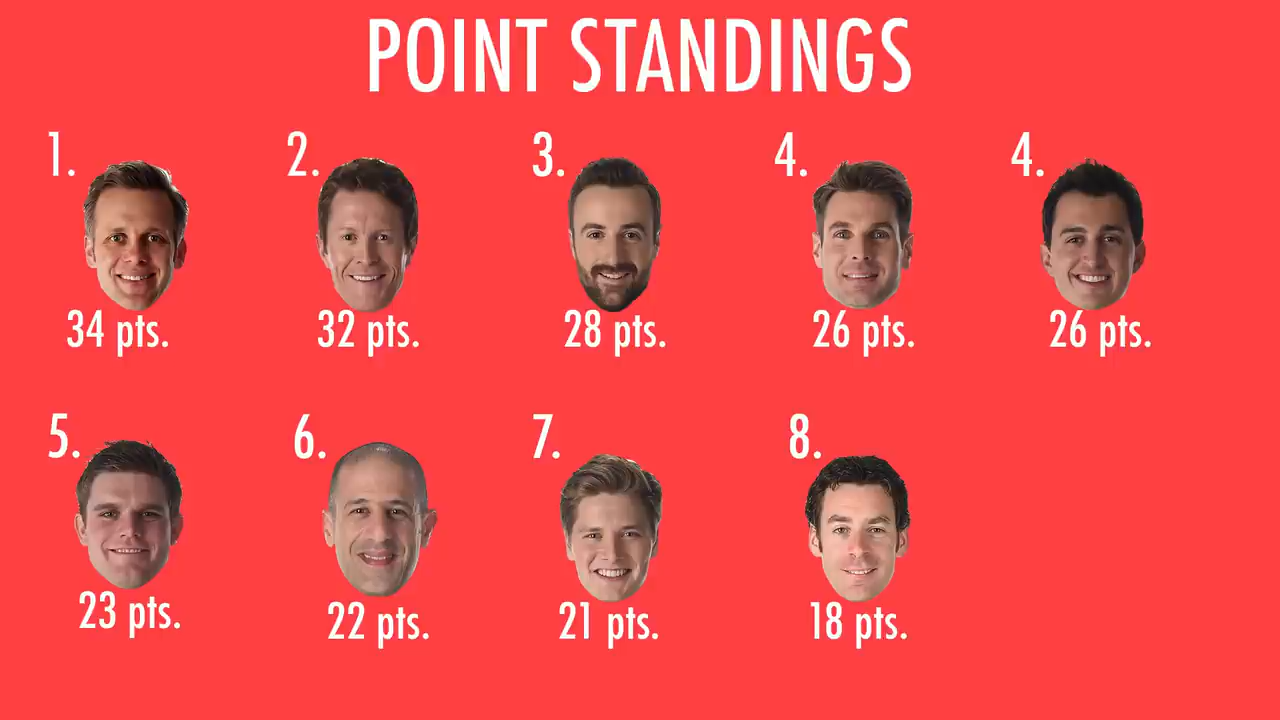 POINT STANDINGS
1. 2. 3. 4. 4.
34 pts. 32 pts. 28 pts. 26 pts. 26 pts.
5. 6. 7. 8.
23 pts. 22 pts. 21 pts. 18 pts.